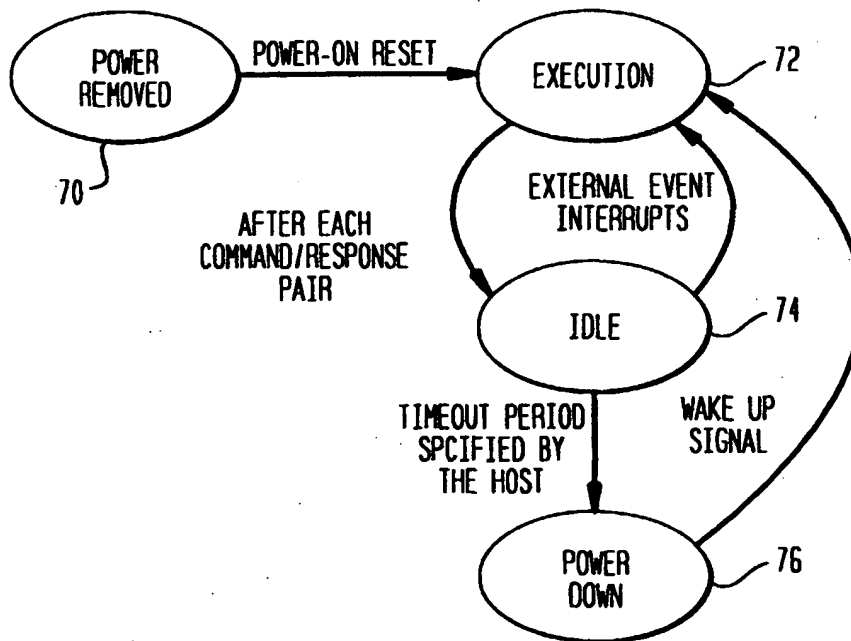 POWER
REMOVED
70
POWER-ON RESET
EXECUTION
72
AFTER EACH
COMMAND/RESPONSE
PAIR
EXTERNAL EVENT
INTERRUPTS
IDLE
74
TIMEOUT PERIOD
SPCIFIED BY
THE HOST
WAKE UP
SIGNAL
POWER
DOWN
76